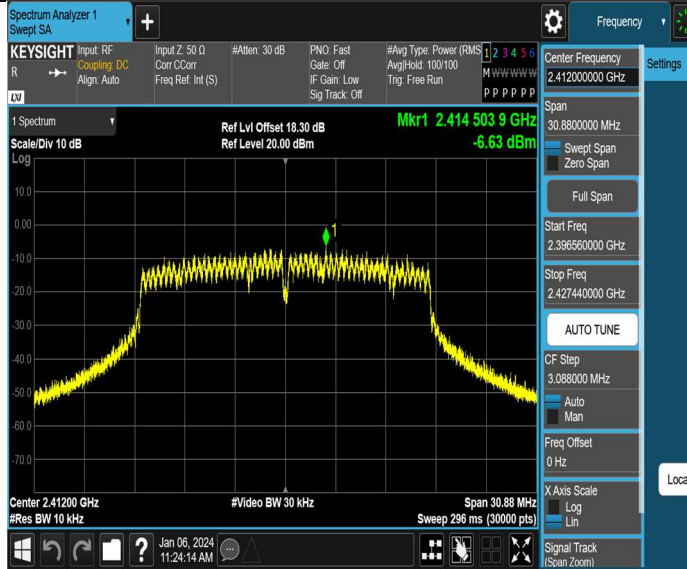 Spectrum Analyzer 1
Swept SA
+
Frequency
KEYSIGHT
R
LXI
Input: RF
Coupling: DC
Align: Auto
Input Z: 50 Ω
Corr CCorr
Freq Ref: Int (S)
#Atten: 30 dB
PNO: Fast
Gate: Off
IF Gain: Low
Sig Track: Off
#Avg Type: Power (RMS
Avg|Hold: 100/100
Trig: Free Run
1 2 3 4 5 6
M W W W W W
P P P P P P
Center Frequency
2.412000000 GHz
Settings
Span
30.8800000 MHz
Swept Span
Zero Span
Full Span
Start Freq
2.396560000 GHz
Stop Freq
2.427440000 GHz
AUTO TUNE
CF Step
3.088000 MHz
Auto
Man
Freq Offset
0 Hz
X Axis Scale
Log
Lin
Loca
Signal Track
(Span Zoom)
1 Spectrum
Scale/Div 10 dB
Log
Ref Lvl Offset 18.30 dB
Ref Level 20.00 dBm
Mkr1 2.414 503 9 GHz
-6.63 dBm
1
10.0
0.00
-10.0
-20.0
-30.0
-40.0
-50.0
-60.0
-70.0
Center 2.41200 GHz
#Res BW 10 kHz
#Video BW 30 kHz
Span 30.88 MHz
Sweep 296 ms (30000 pts)
?
Jan 06, 2024
11:24:14 AM